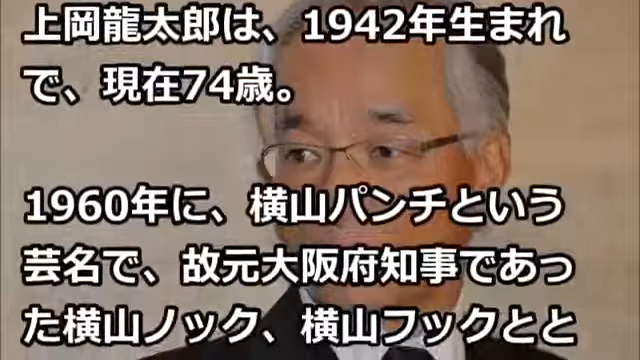 上岡龍太郎は、1942年生まれ
で、現在74歳。
1960年に、横山パンチという
芸名で、故元大阪府知事であっ
た横山ノック、横山フックとと